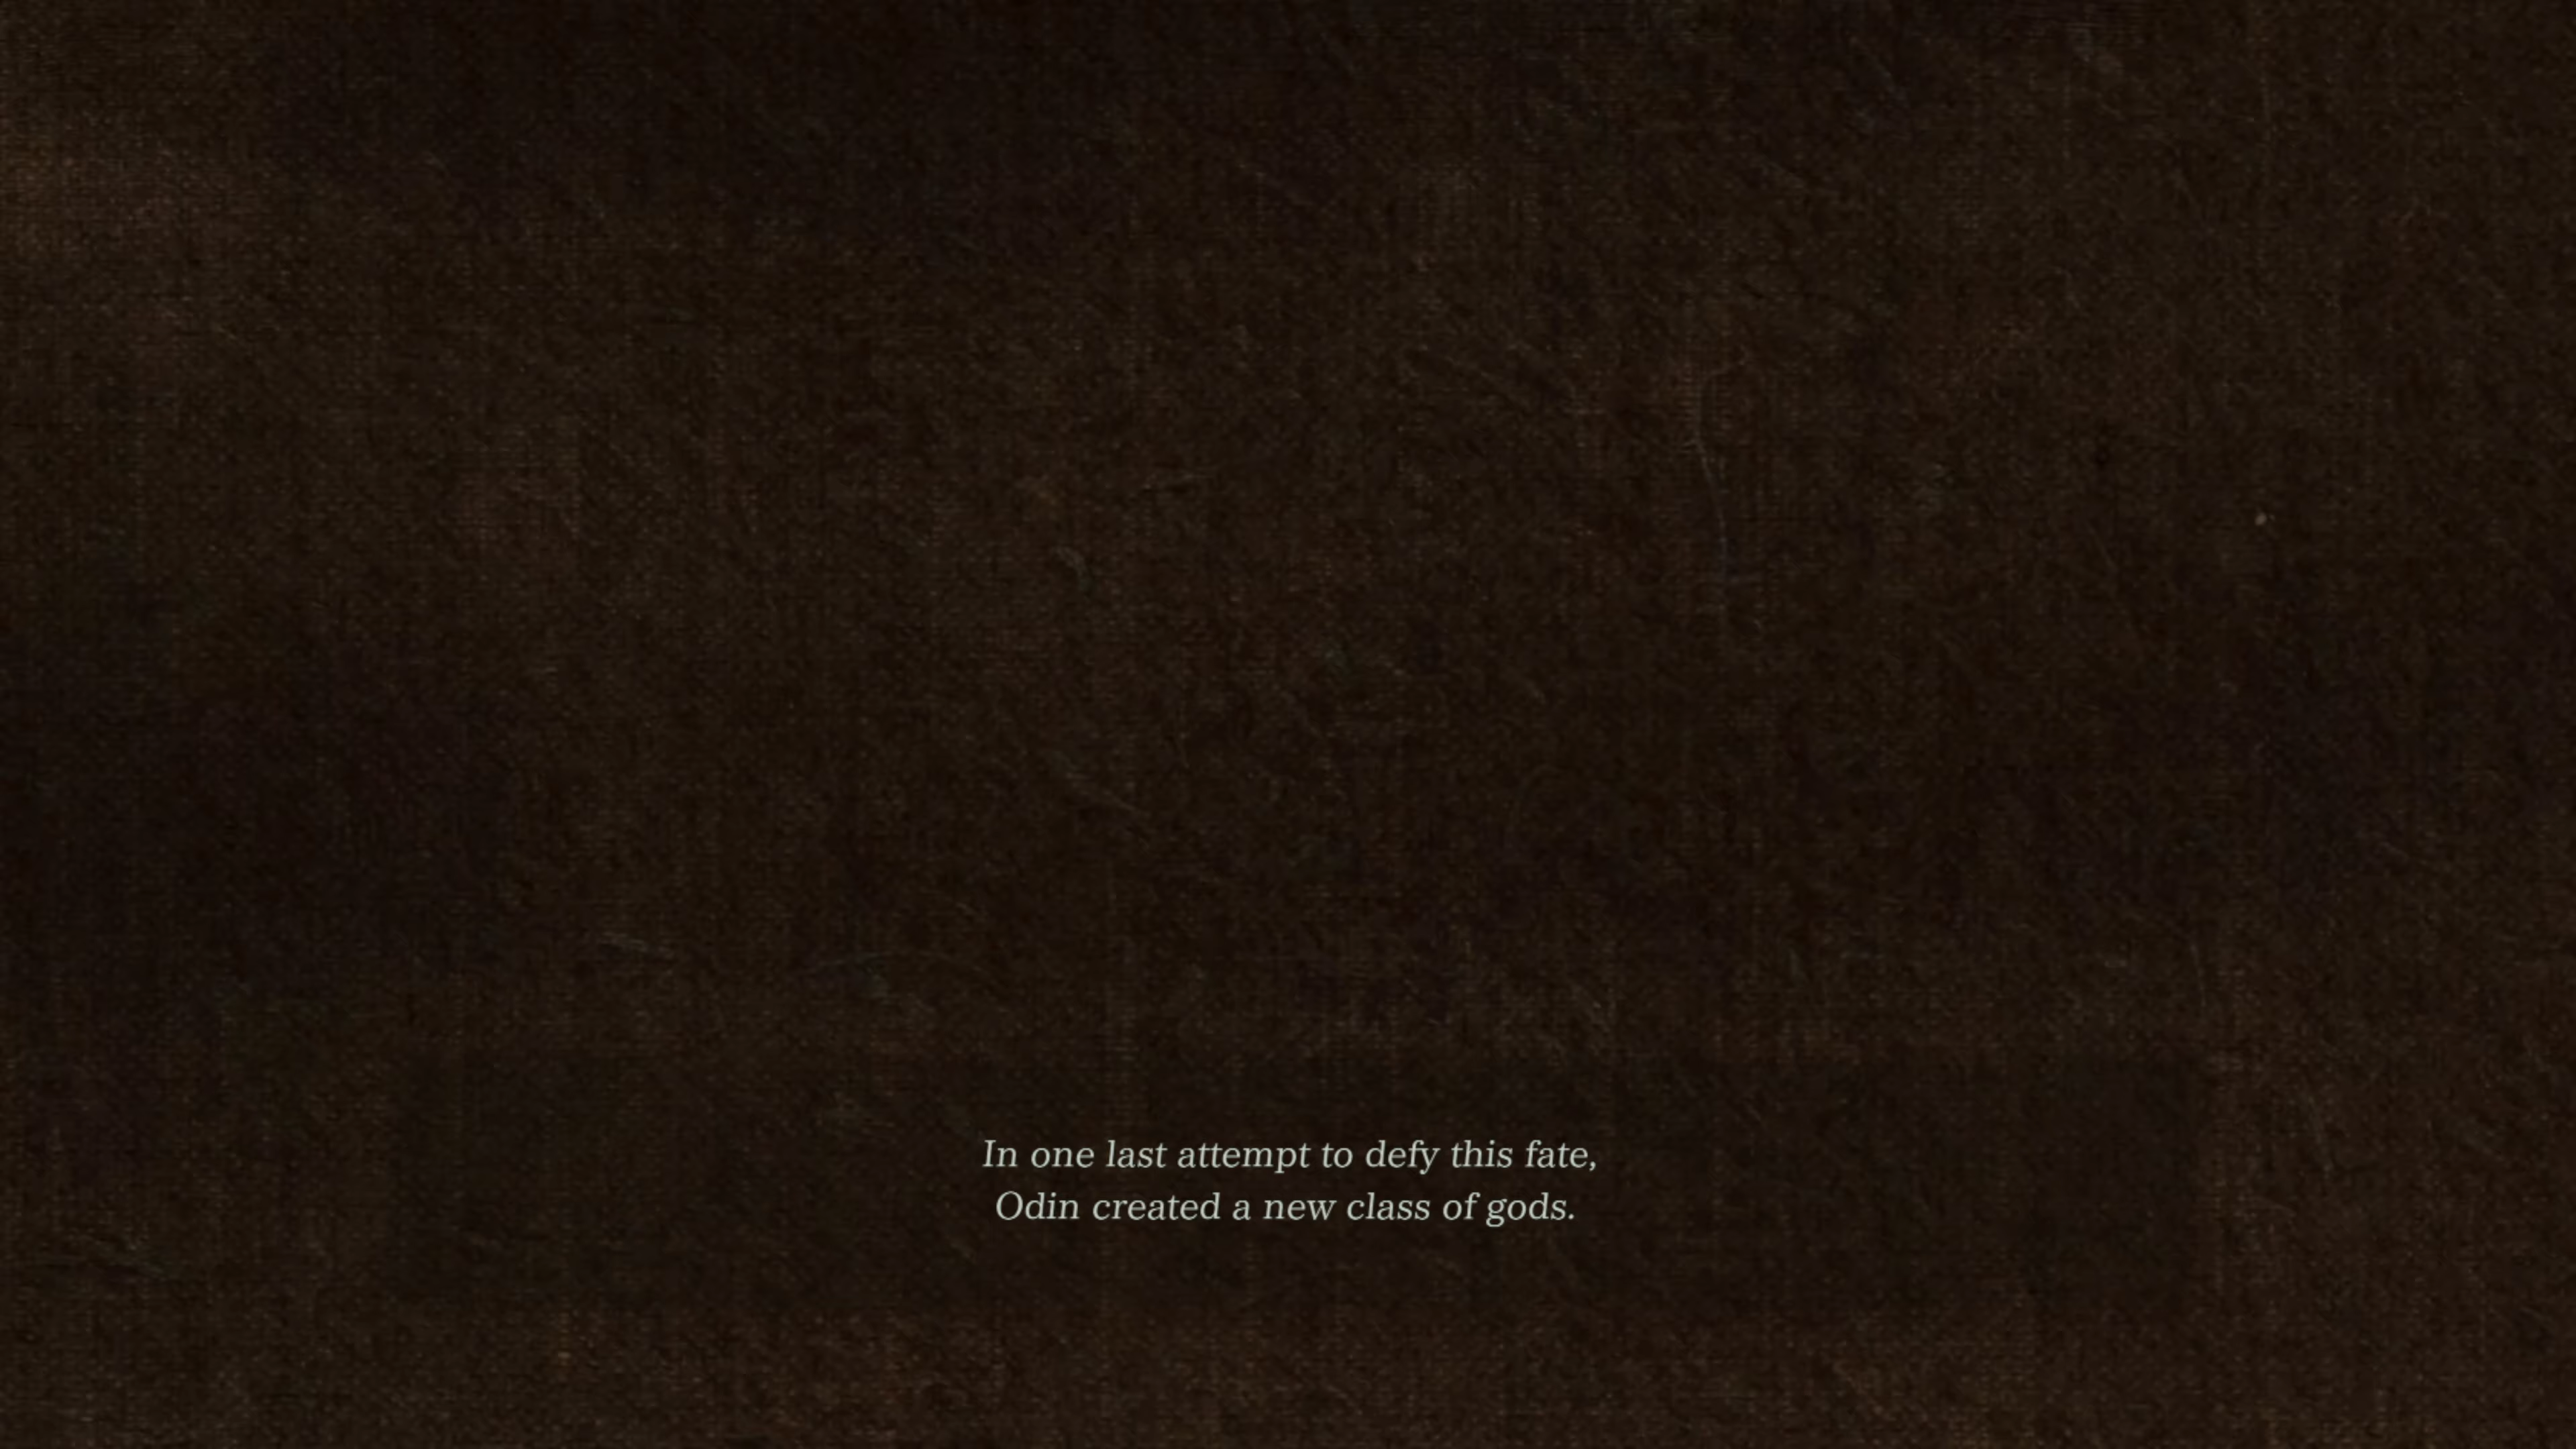 In one last attempt to defy this fate,
Odin created a new class of gods.